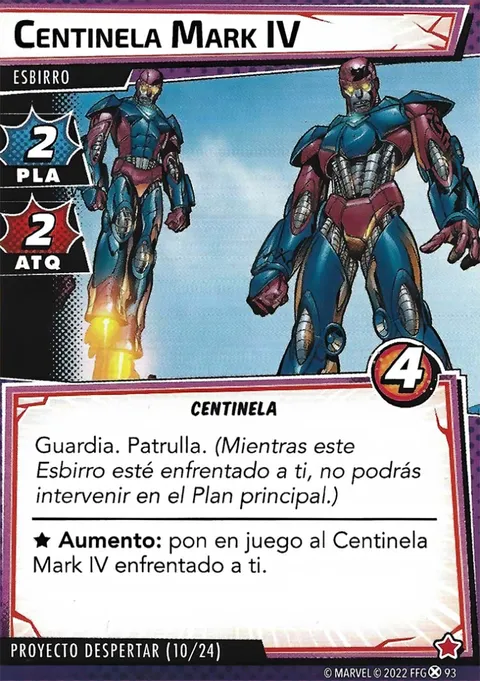 Centinela Mark IV
ESBIRRO
2
PLA
2
ATQ
4
CENTINELA
Guardia. Patrulla. (Mientras este
Esbirro esté enfrentado a ti, no podrás
intervenir en el Plan principal.)
★ Aumento: pon en juego al Centinela
Mark IV enfrentado a ti.
PROYECTO DESPERTAR (10/24)
© MARVEL © 2022 FFG 93